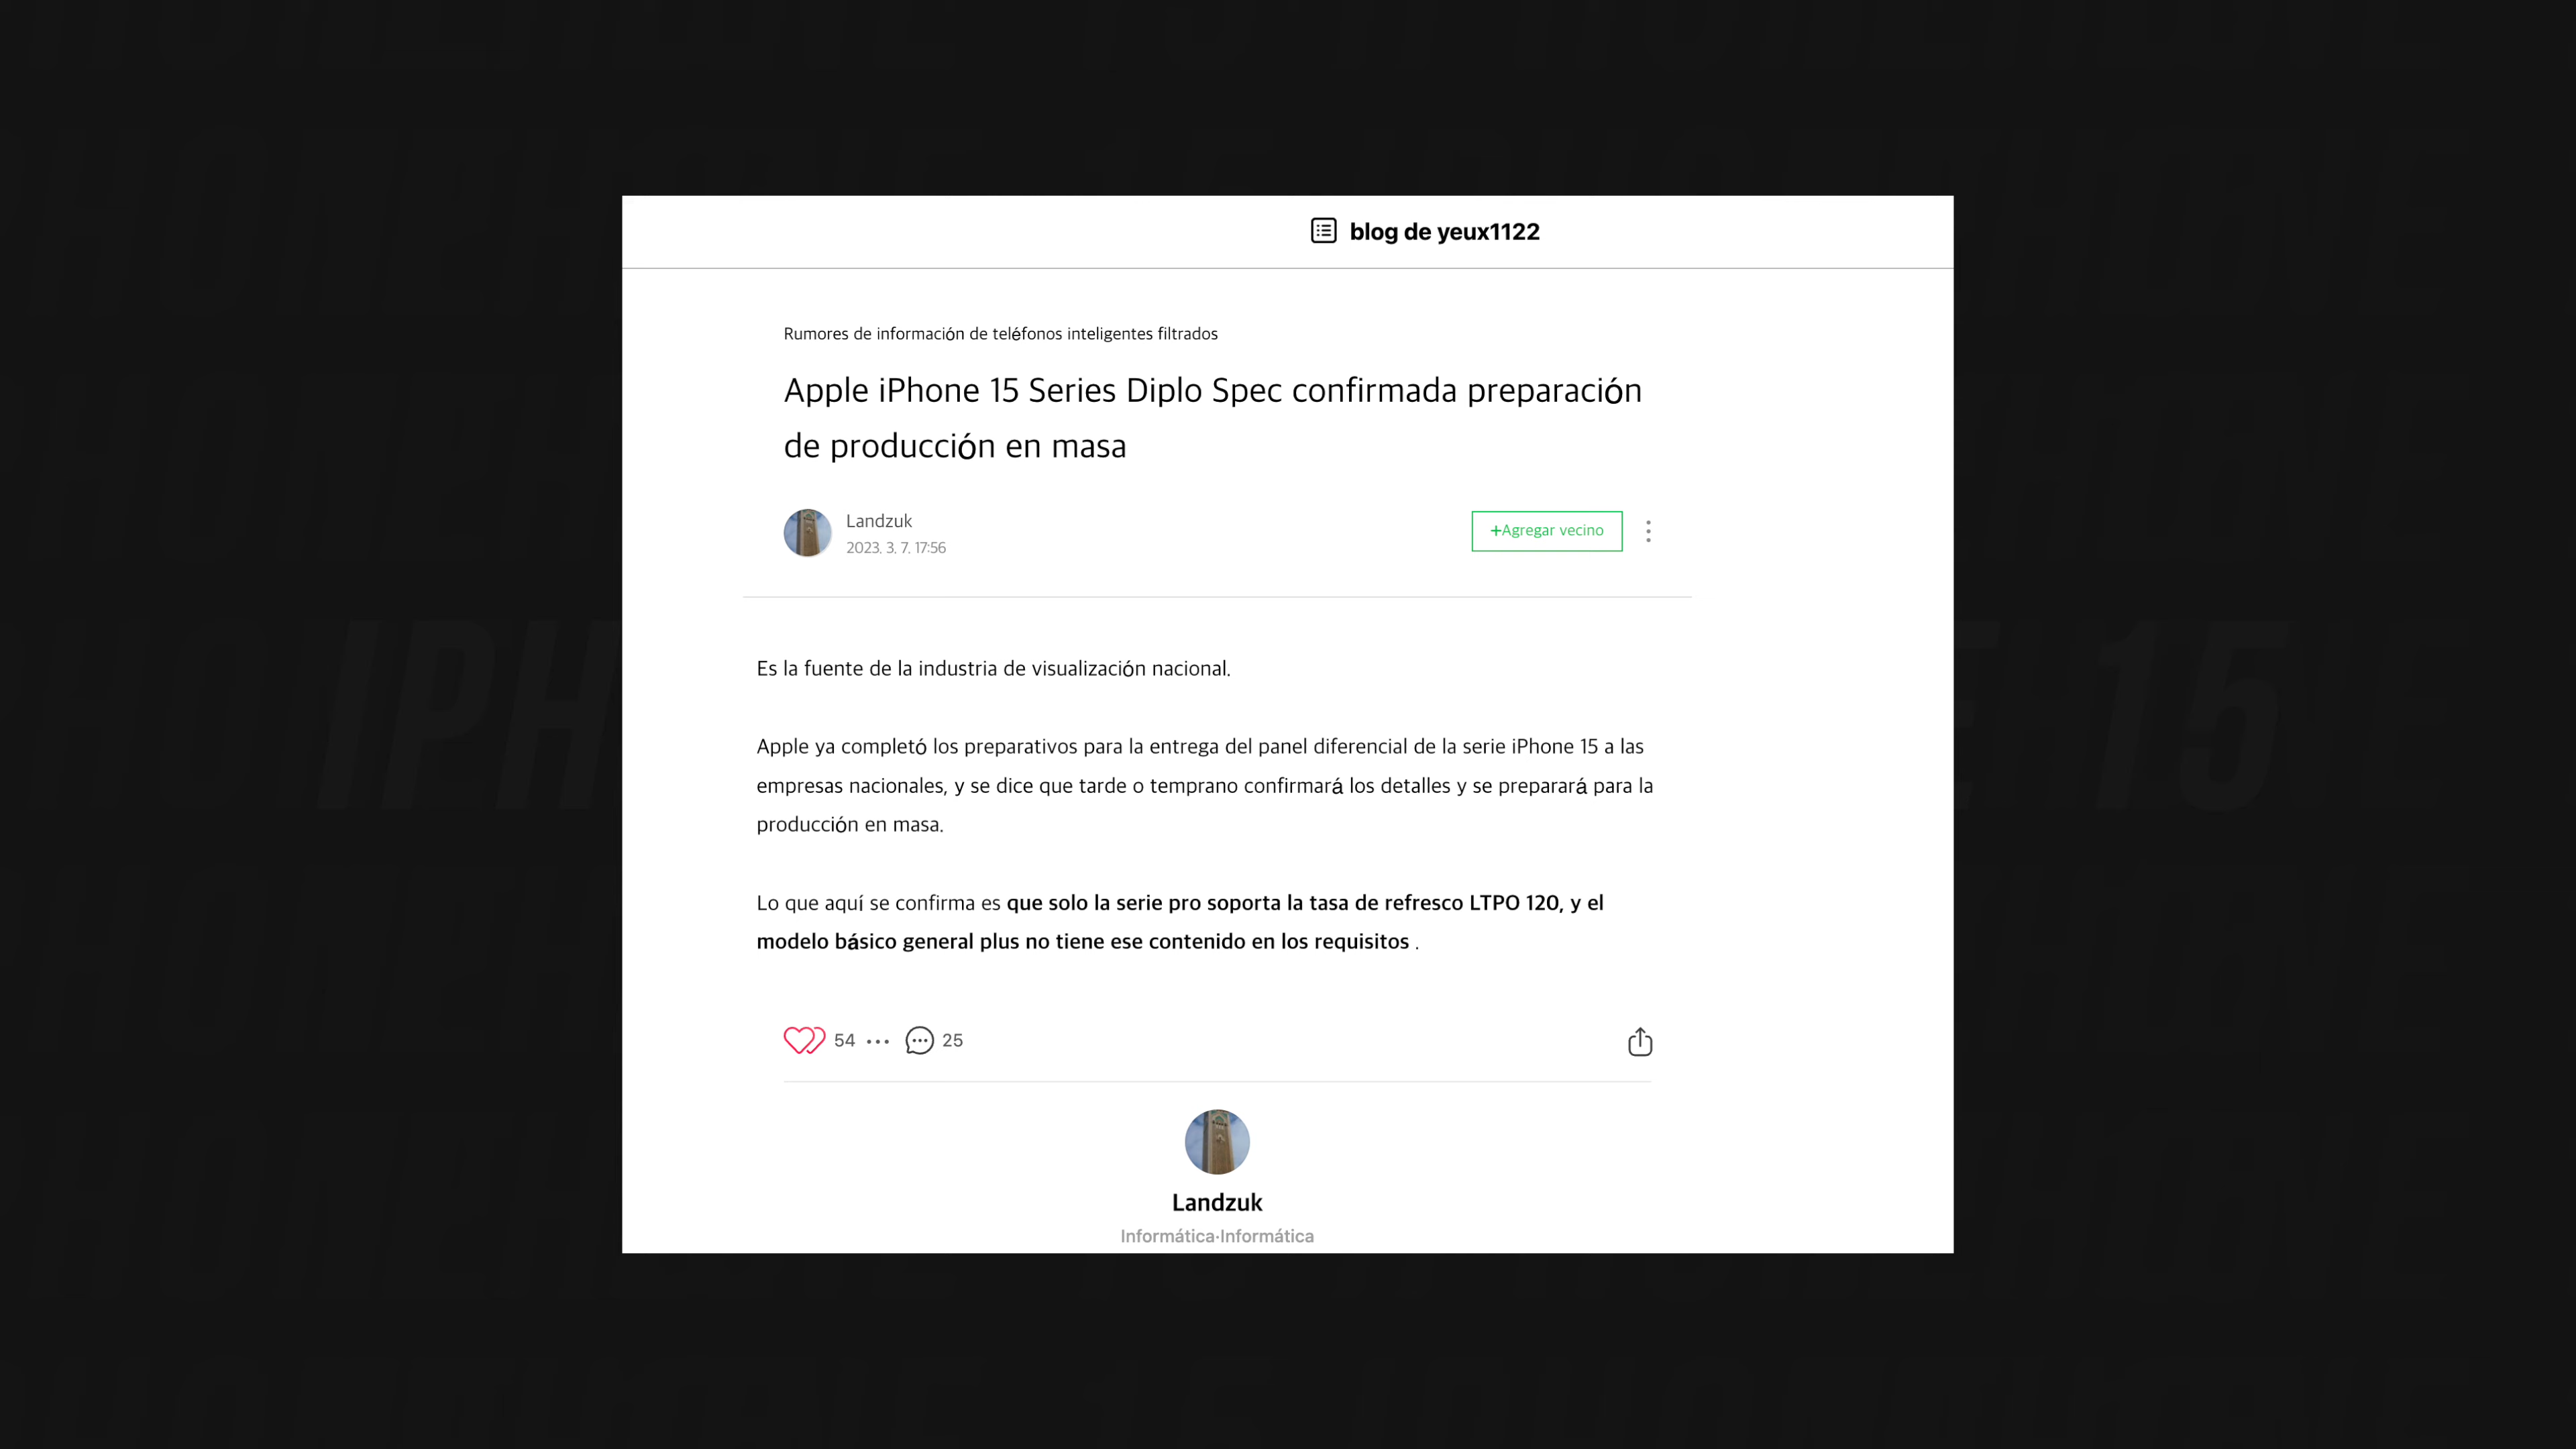 blog de yeux1122
Rumores de información de teléfonos inteligentes filtrados
Apple iPhone 15 Series Diplo Spec confirmada preparación
de producción en masa
Landzuk
2023. 3. 7. 17:56
+Agregar vecino
Es la fuente de la industria de visualización nacional.
Apple ya completó los preparativos para la entrega del panel diferencial de la serie iPhone 15 a las
empresas nacionales, y se dice que tarde o temprano confirmará los detalles y se preparará para la
producción en masa.
Lo que aquí se confirma es que solo la serie pro soporta la tasa de refresco LTPO 120, y el
modelo básico general plus no tiene ese contenido en los requisitos .
54 ... 25
Landzuk
Informática·Informática